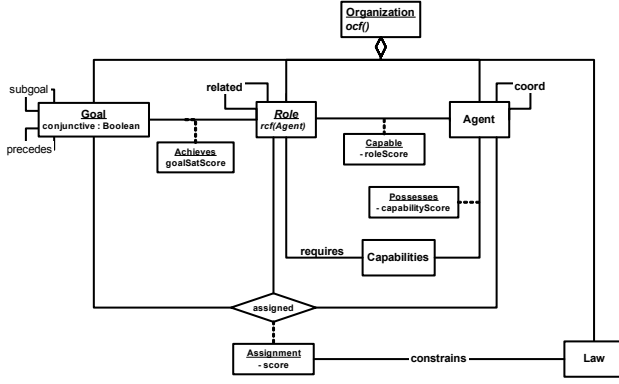 Organization
ocf()
subgoal
related
coord
Goal
conjunctive : Boolean
Role
rcf(Agent)
Agent
precedes
Achieves
goalSatScore
Capable
- roleScore
Possesses
- capabilityScore
requires
Capabilities
assigned
Assignment
- score
constrains
Law